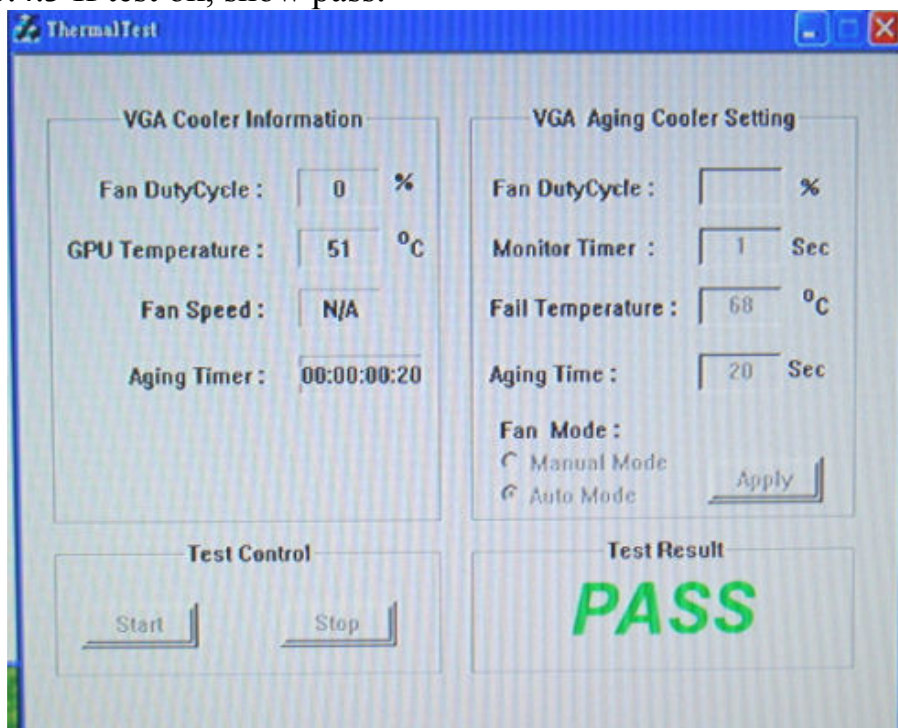 ThermalTest
VGA Cooler Information
Fan DutyCycle : 0 %
GPU Temperature : 51 °C
Fan Speed : N/A
Aging Timer : 00:00:00:20
VGA Aging Cooler Setting
Fan DutyCycle : %
Monitor Timer : 1 Sec
Fail Temperature : 68 °C
Aging Time : 20 Sec
Fan Mode :
Manual Mode
Auto Mode
Apply
Test Control
Start Stop
Test Result
PASS